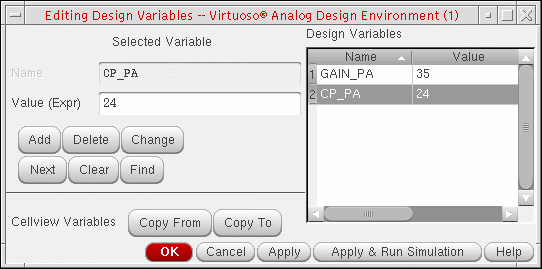 Editing Design Variables -- Virtuoso® Analog Design Environment (1)
Selected Variable
Name CP_PA
Value (Expr) 24
Add Delete Change
Next Clear Find
Cellview Variables Copy From Copy To
Design Variables
Name Value
1 GAIN_PA 35
2 CP_PA 24
OK Cancel Apply Apply & Run Simulation Help